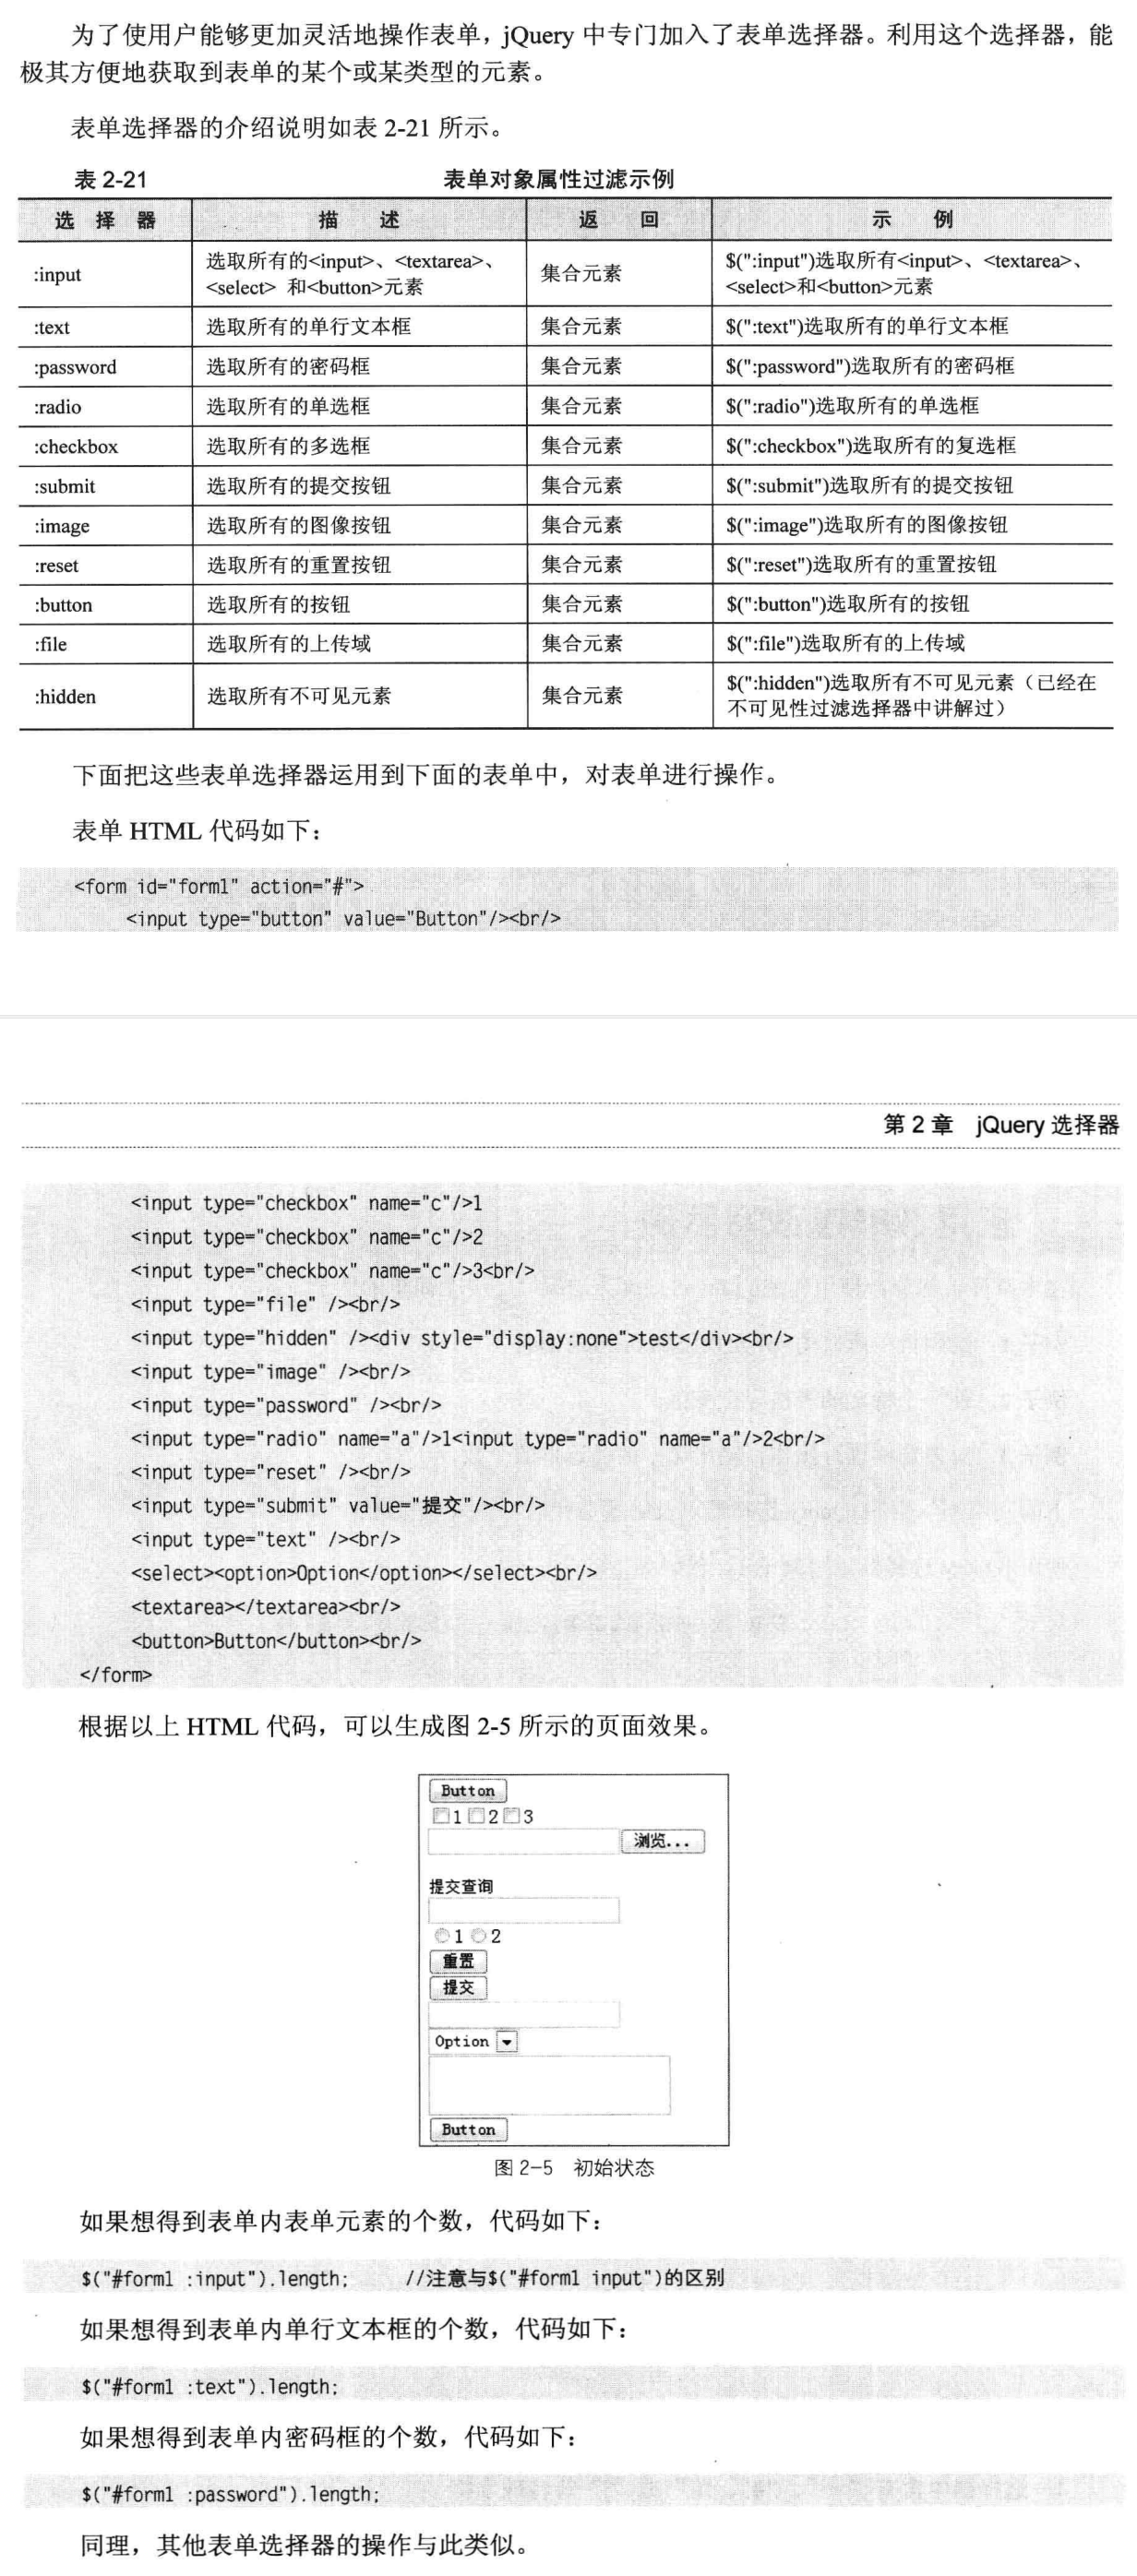 为了使用户能够更加灵活地操作表单，jQuery 中专门加入了表单选择器。利用这个选择器，能
极其方便地获取到表单的某个或某类型的元素。
表单选择器的介绍说明如表 2-21 所示。
表 2-21 表单对象属性过滤示例
选 择 器 描 述 返 回 示 例
:input 选取所有的<input>、<textarea>、<select> 和<button>元素 集合元素 $(":input")选取所有<input>、<textarea>、<select>和<button>元素
:text 选取所有的单行文本框 集合元素 $(":text")选取所有的单行文本框
:password 选取所有的密码框 集合元素 $(":password")选取所有的密码框
:radio 选取所有的单选框 集合元素 $(":radio")选取所有的单选框
:checkbox 选取所有的多选框 集合元素 $(":checkbox")选取所有的复选框
:submit 选取所有的提交按钮 集合元素 $(":submit")选取所有的提交按钮
:image 选取所有的图像按钮 集合元素 $(":image")选取所有的图像按钮
:reset 选取所有的重置按钮 集合元素 $(":reset")选取所有的重置按钮
:button 选取所有的按钮 集合元素 $(":button")选取所有的按钮
:file 选取所有的上传域 集合元素 $(":file")选取所有的上传域
:hidden 选取所有不可见元素 集合元素 $(":hidden")选取所有不可见元素（已经在不可见性过滤选择器中讲解过）
下面把这些表单选择器运用到下面的表单中，对表单进行操作。
表单 HTML 代码如下：
<form id="form1" action="#">
<input type="button" value="Button"/><br/>
第 2 章 jQuery 选择器
<input type="checkbox" name="c"/>1
<input type="checkbox" name="c"/>2
<input type="checkbox" name="c"/>3<br/>
<input type="file" /><br/>
<input type="hidden" /><div style="display:none">test</div><br/>
<input type="image" /><br/>
<input type="password" /><br/>
<input type="radio" name="a"/>1<input type="radio" name="a"/>2<br/>
<input type="reset" /><br/>
<input type="submit" value="提交"/><br/>
<input type="text" /><br/>
<select><option>Option</option></select><br/>
<textarea></textarea><br/>
<button>Button</button><br/>
</form>
根据以上 HTML 代码，可以生成图 2-5 所示的页面效果。
Button
1 2 3
浏览...
提交查询
1 2
重置
提交
Option
Button
图 2-5 初始状态
如果想得到表单内表单元素的个数，代码如下：
$("#form1 :input").length; //注意与$("#form1 input")的区别
如果想得到表单内单行文本框的个数，代码如下：
$("#form1 :text").length;
如果想得到表单内密码框的个数，代码如下：
$("#form1 :password").length;
同理，其他表单选择器的操作与此类似。